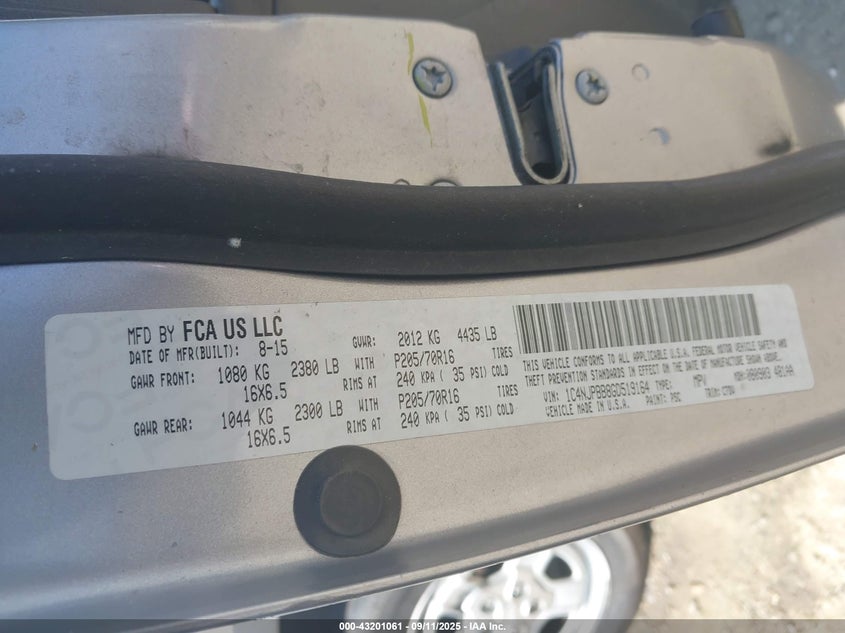 MFD BY FCA US LLC
DATE OF MFR(BUILT): 8-15 GVWR: 2012 KG 4435 LB
GAWR FRONT: 1080 KG 2380 LB WITH P205/70R16 TIRES
16X6.5 RIMS AT 240 KPA ( 35 PSI) COLD
GAWR REAR: 1044 KG 2300 LB WITH P205/70R16 TIRES
16X6.5 RIMS AT 240 KPA ( 35 PSI) COLD
THIS VEHICLE CONFORMS TO ALL APPLICABLE U.S.A. FEDERAL MOTOR VEHICLE SAFETY AND
THEFT PREVENTION STANDARDS IN EFFECT ON THE DATE OF MANUFACTURE SHOWN ABOVE.
VIN: 1C4NJPBB8GD519164 TYPE: MPV MDH: 080903 481AA
VEHICLE MADE IN U.S.A. PAINT: PSC TRIM:
000-43201061 - 09/11/2025 - IAA Inc.